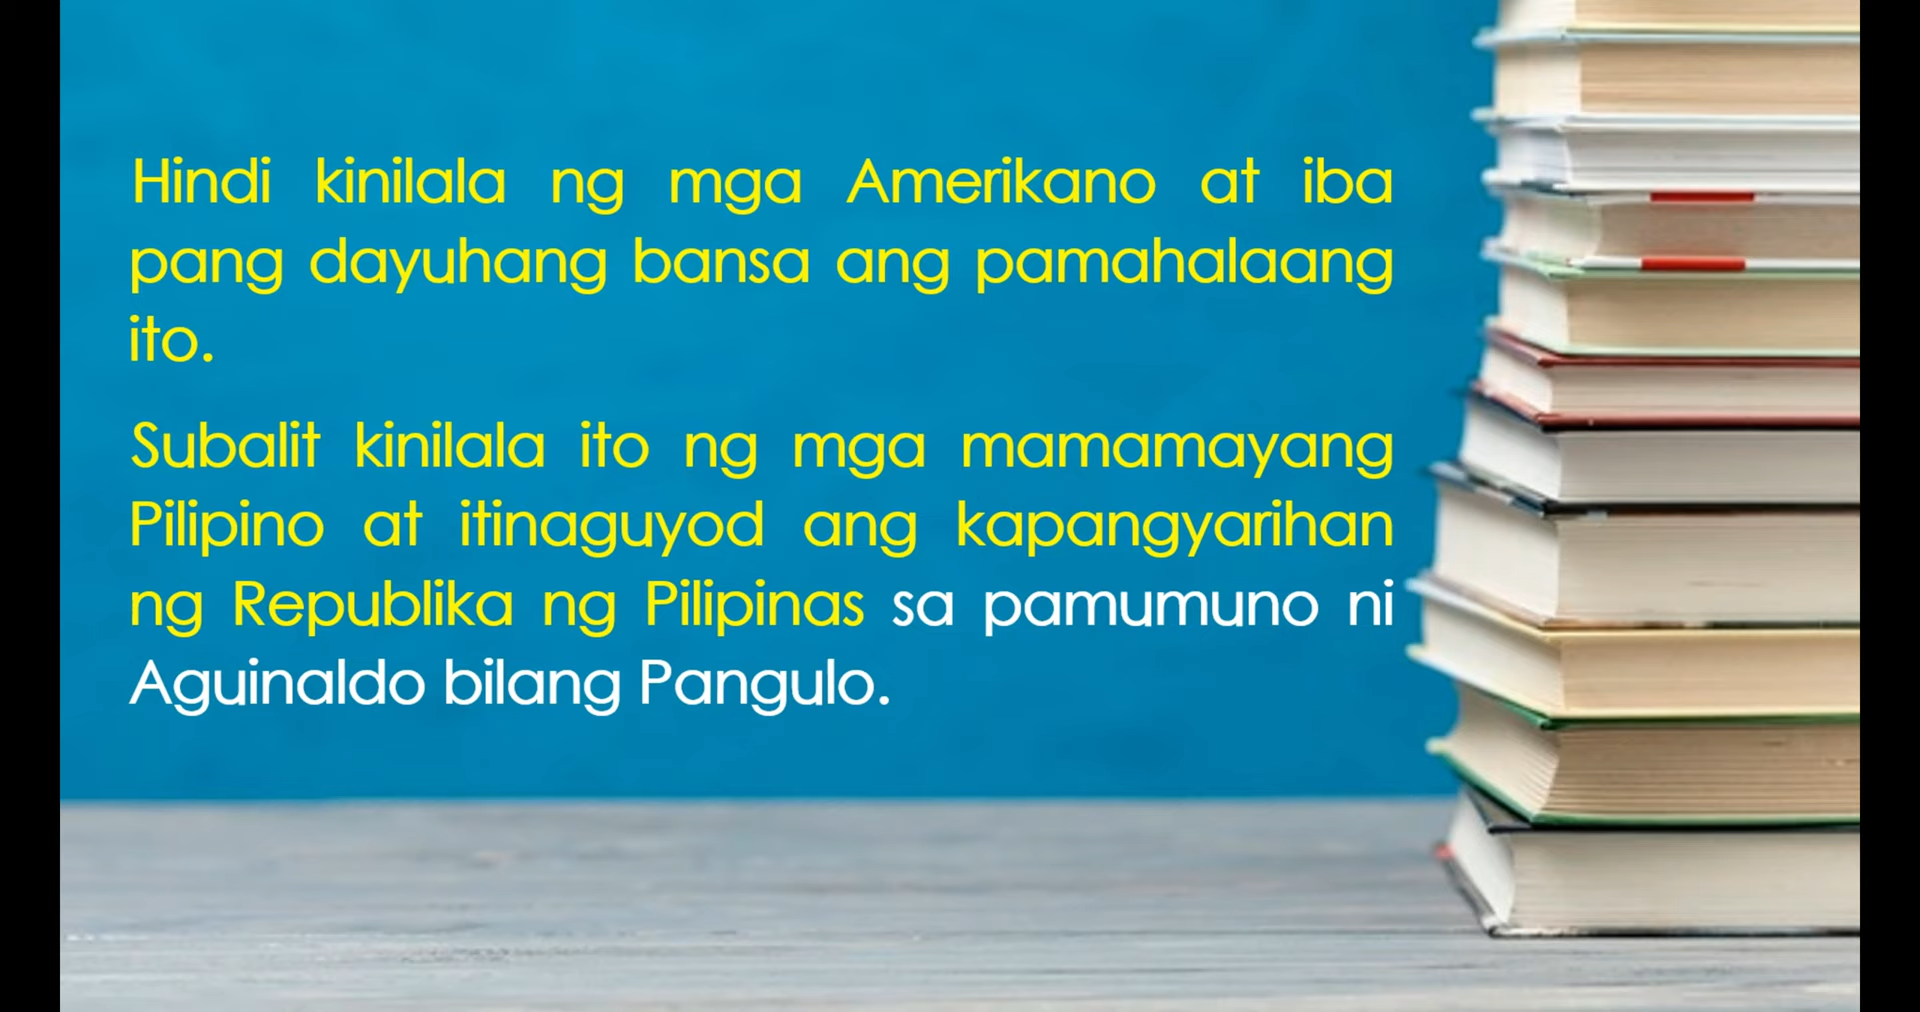 Hindi kinilala ng mga Amerikano at iba
pang dayuhang bansa ang pamahalaang
ito.
Subalit kinilala ito ng mga mamamayang
Pilipino at itinaguyod ang kapangyarihan
ng Republika ng Pilipinas sa pamumuno ni
Aguinaldo bilang Pangulo.